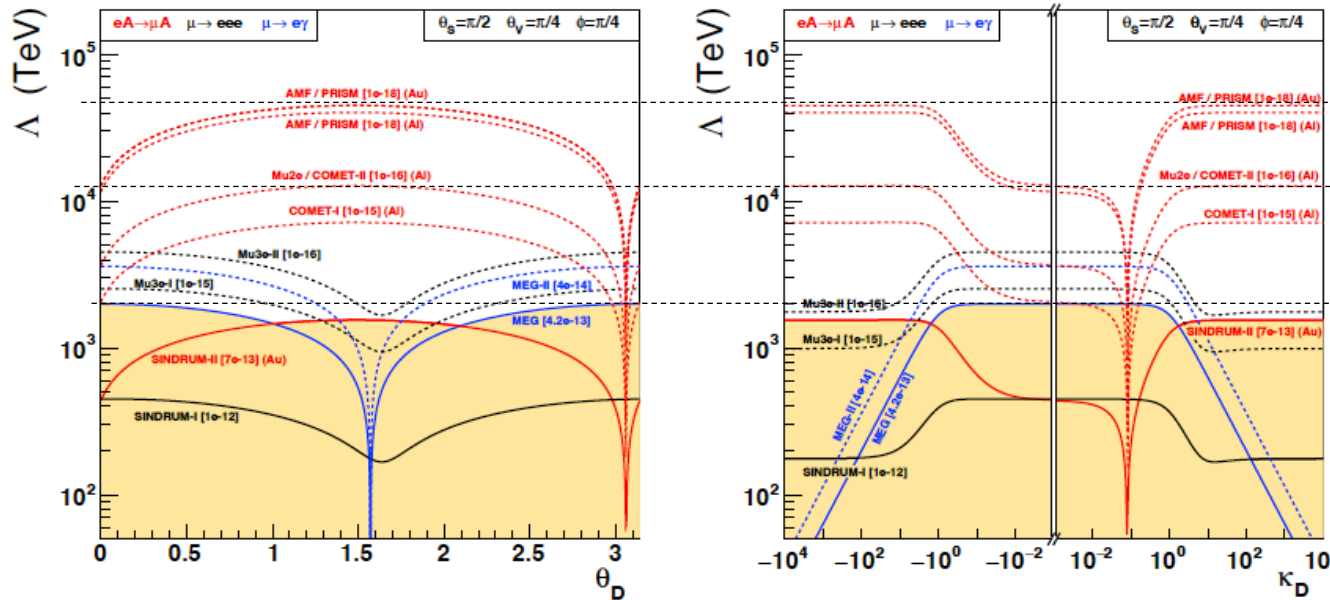 eA→μA μ→eee μ→eγ
θS=π/2 θV=π/4 ϕ=π/4
Λ (TeV)
10^5
10^4
10^3
10^2
AMF / PRISM [1e-18] (Au)
AMF / PRISM [1e-18] (Al)
Mu2e / COMET-II [1e-16] (Al)
COMET-I [1e-15] (Al)
Mu3e-II [1e-16]
Mu3e-I [1e-15]
MEG-II [4e-14]
MEG [4.2e-13]
SINDRUM-II [7e-13] (Au)
SINDRUM-I [1e-12]
0 0.5 1 1.5 2 2.5 3
θD
eA→μA μ→eee μ→eγ
θS=π/2 θV=π/4 ϕ=π/4
Λ (TeV)
10^5
10^4
10^3
10^2
AMF / PRISM [1e-18] (Au)
AMF / PRISM [1e-18] (Al)
Mu2e / COMET-II [1e-16] (Al)
COMET-I [1e-15] (Al)
Mu3e-II [1e-16]
SINDRUM-II [7e-13] (Au)
Mu3e-I [1e-15]
MEG-II [4e-14]
MEG [4.2e-13]
SINDRUM-I [1e-12]
−10^4 −10^2 −10^0 −10^-2 10^-2 10^0 10^2 10^4
κD